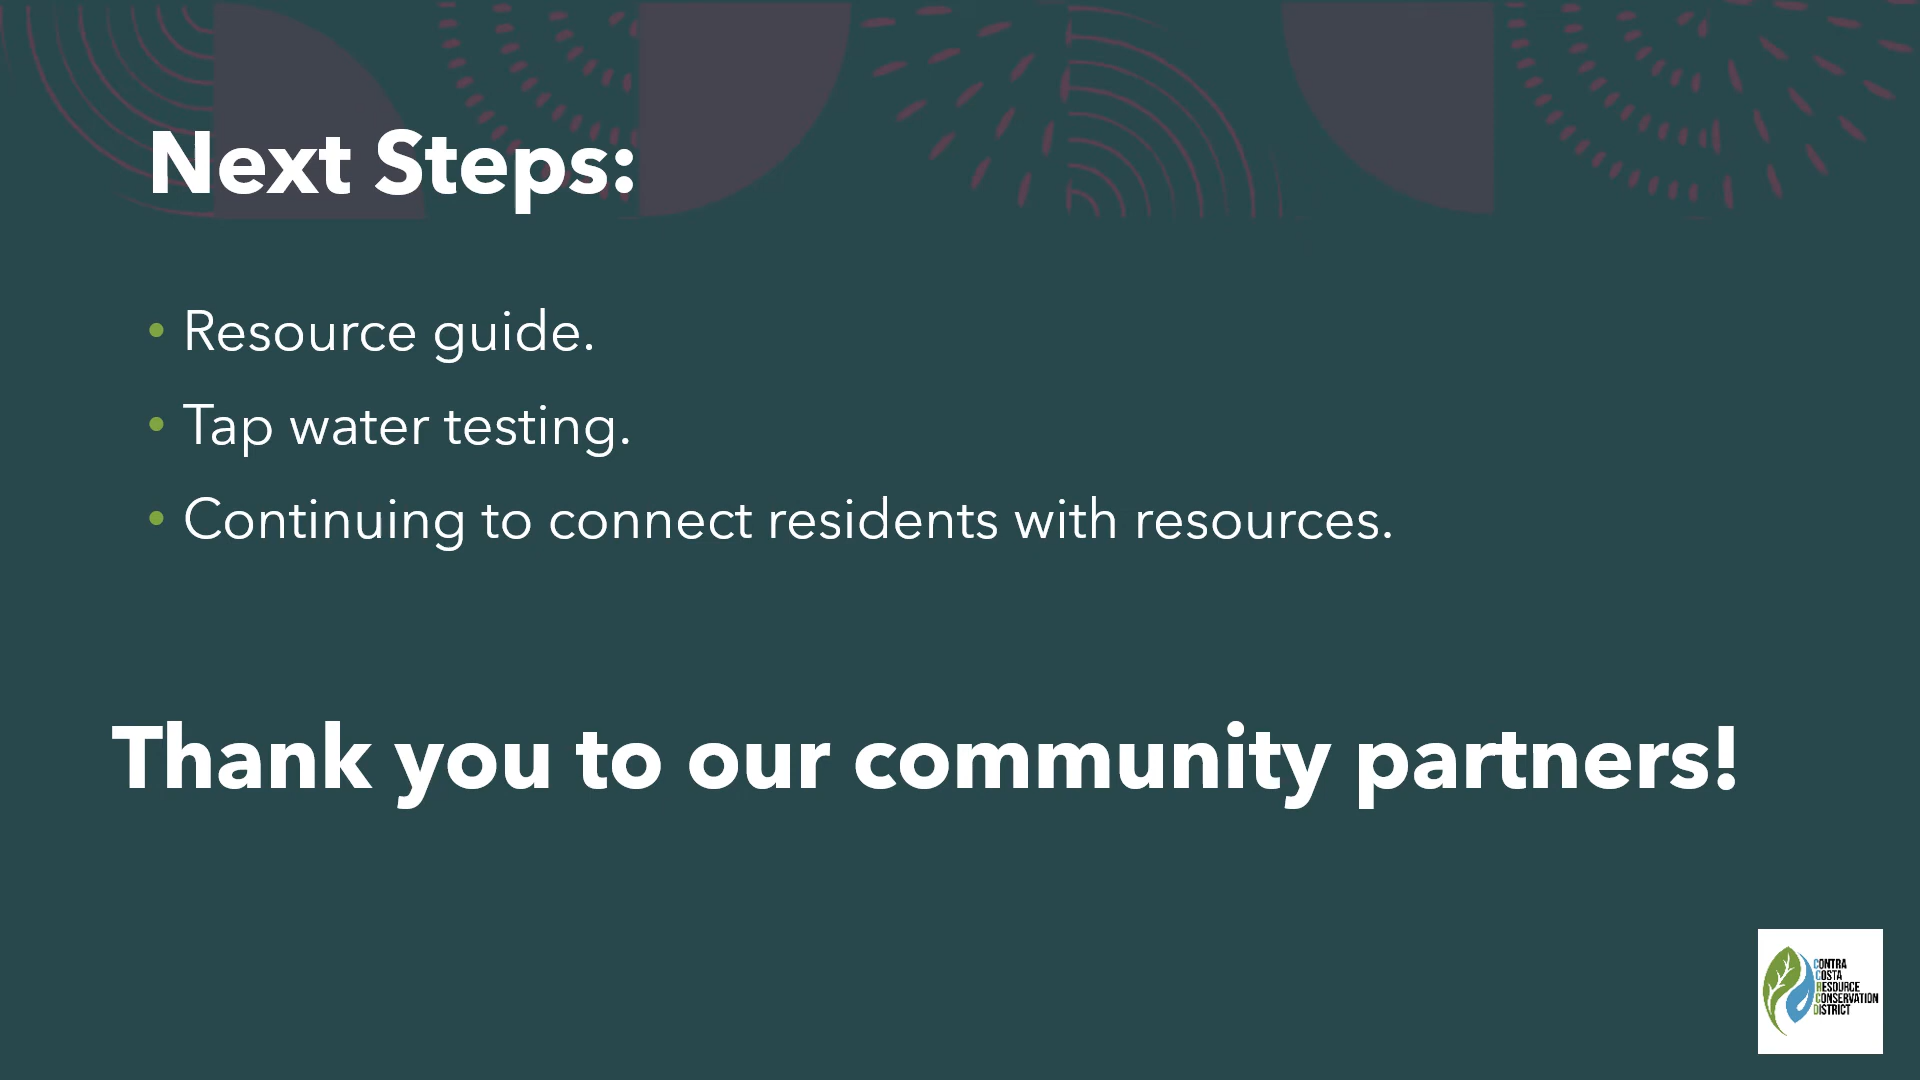 Next Steps:
• Resource guide.
• Tap water testing.
• Continuing to connect residents with resources.
Thank you to our community partners!
CONTRA
COSTA
RESOURCE
CONSERVATION
DISTRICT